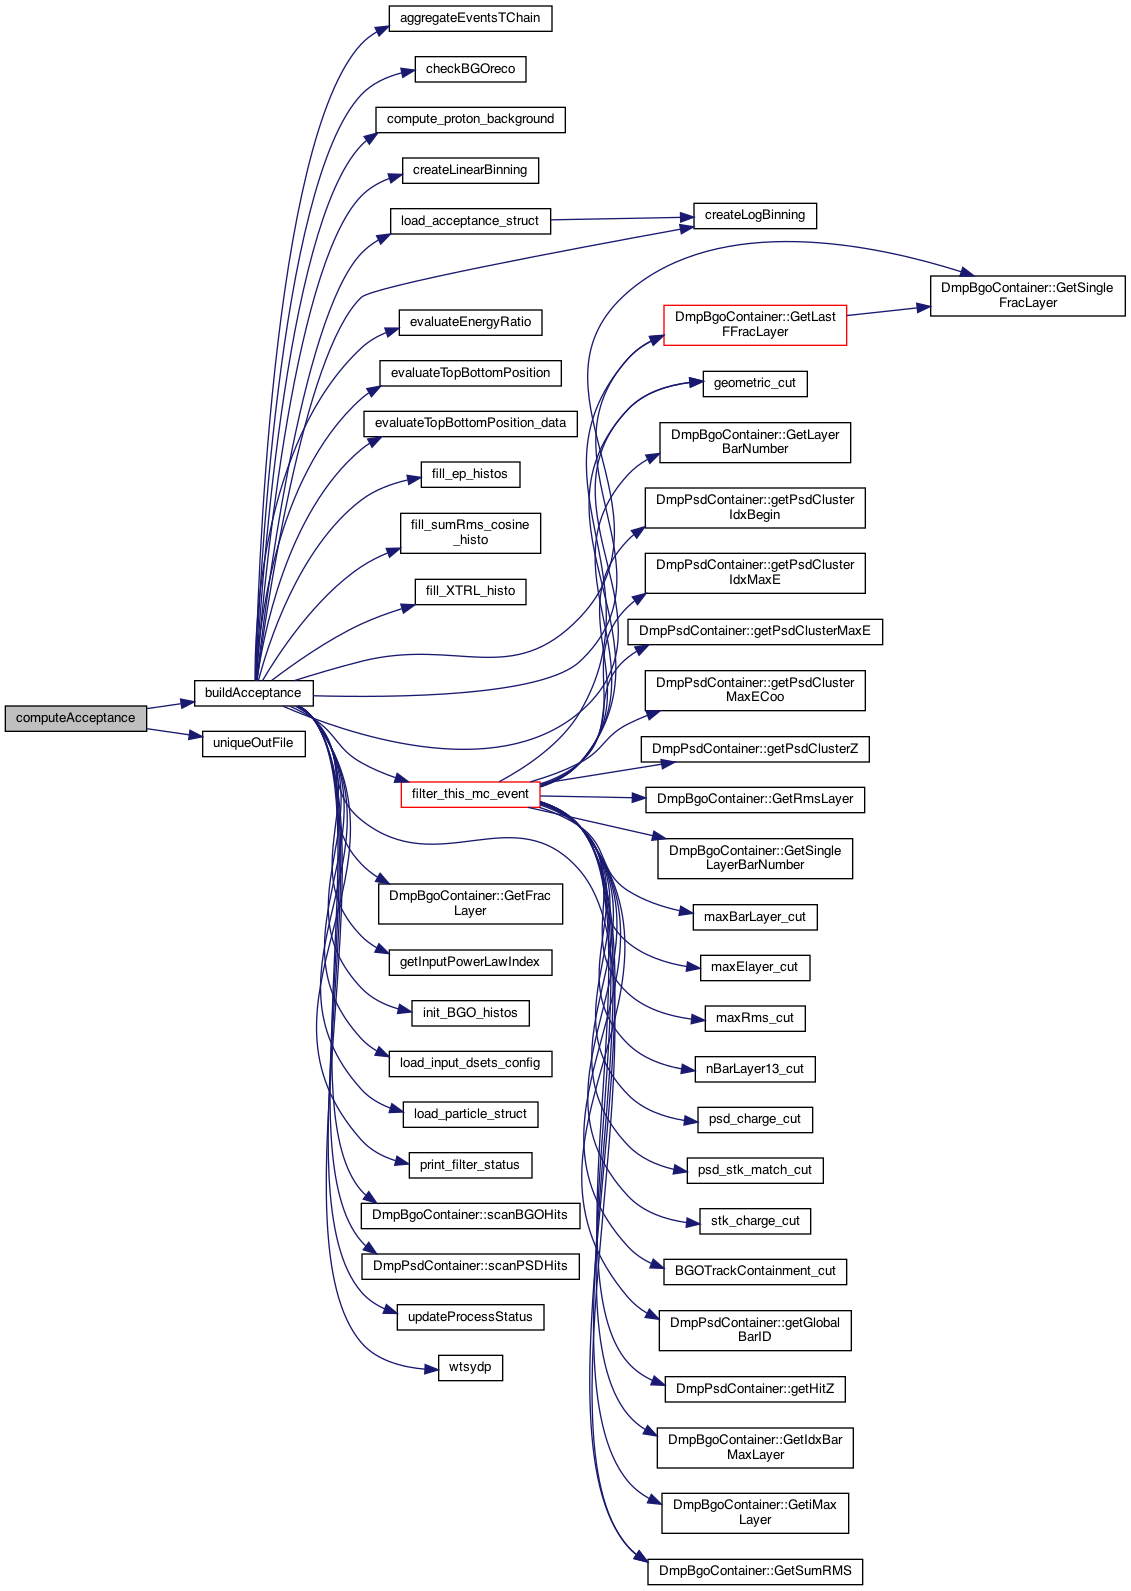 aggregateEventsTChain
checkBGOreco
compute_proton_background
createLinearBinning
load_acceptance_struct
createLogBinning
DmpBgoContainer::GetSingle
FracLayer
evaluateEnergyRatio
DmpBgoContainer::GetLast
FFracLayer
evaluateTopBottomPosition
geometric_cut
evaluateTopBottomPosition_data
DmpBgoContainer::GetLayer
BarNumber
fill_ep_histos
DmpPsdContainer::getPsdCluster
IdxBegin
fill_sumRms_cosine
_histo
DmpPsdContainer::getPsdCluster
IdxMaxE
fill_XTRL_histo
DmpPsdContainer::getPsdClusterMaxE
buildAcceptance
DmpPsdContainer::getPsdCluster
MaxECoo
computeAcceptance
uniqueOutFile
DmpPsdContainer::getPsdClusterZ
filter_this_mc_event
DmpBgoContainer::GetRmsLayer
DmpBgoContainer::GetSingle
LayerBarNumber
DmpBgoContainer::GetFrac
Layer
maxBarLayer_cut
getInputPowerLawIndex
maxElayer_cut
init_BGO_histos
maxRms_cut
load_input_dsets_config
nBarLayer13_cut
load_particle_struct
psd_charge_cut
print_filter_status
psd_stk_match_cut
DmpBgoContainer::scanBGOHits
stk_charge_cut
DmpPsdContainer::scanPSDHits
BGOTrackContainment_cut
updateProcessStatus
DmpPsdContainer::getGlobal
BarID
wtsydp
DmpPsdContainer::getHitZ
DmpBgoContainer::GetIdxBar
MaxLayer
DmpBgoContainer::GetiMax
Layer
DmpBgoContainer::GetSumRMS